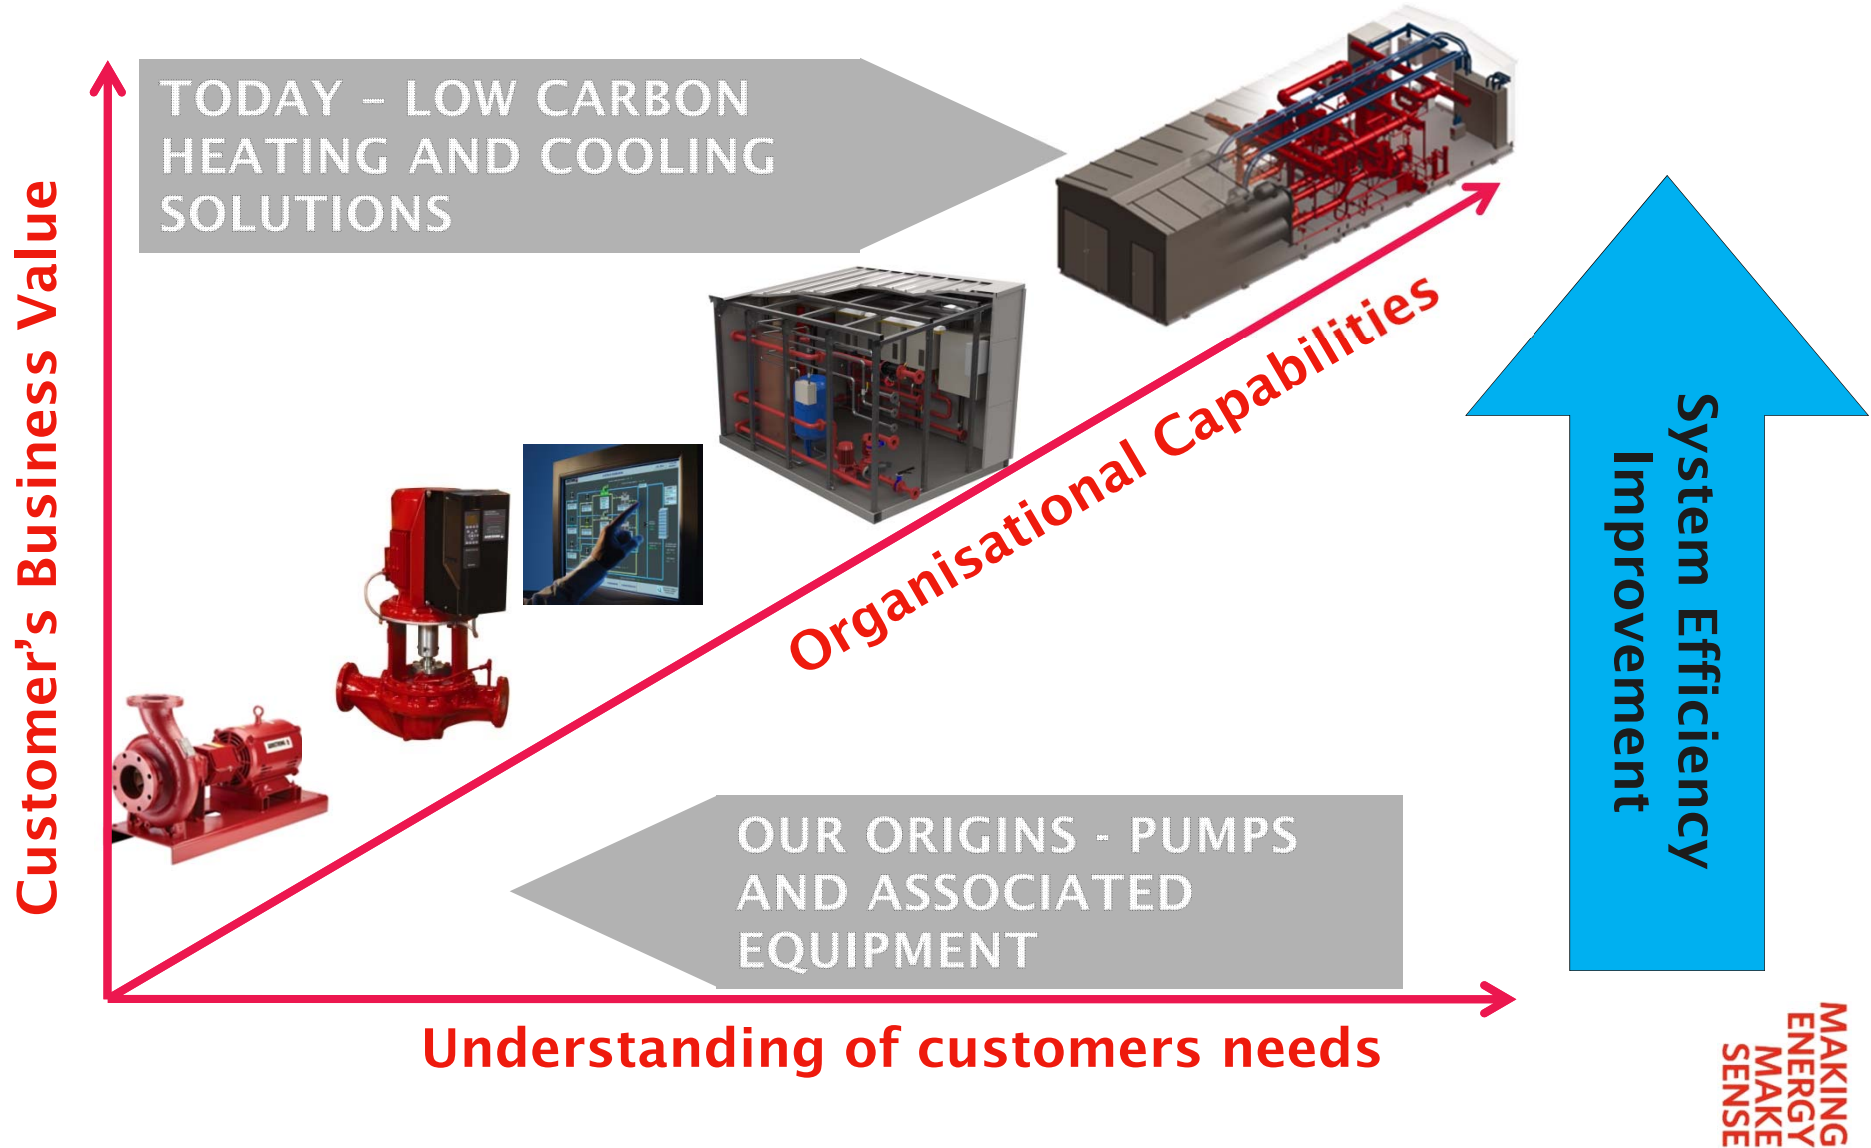 TODAY – LOW CARBON
HEATING AND COOLING
SOLUTIONS
Customer's Business Value
Organisational Capabilities
System Efficiency
Improvement
OUR ORIGINS - PUMPS
AND ASSOCIATED
EQUIPMENT
Understanding of customers needs
MAKING
ENERGY
MAKE
SENSE